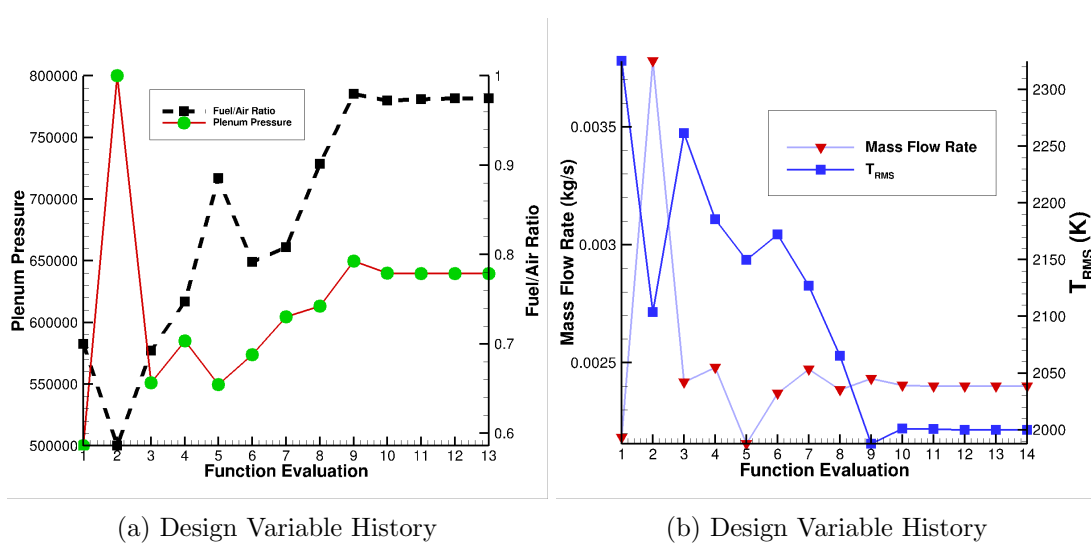 800000
750000
700000
650000
600000
550000
500000
Plenum Pressure
Fuel/Air Ratio
Plenum Pressure
1
0.9
0.8
0.7
0.6
Fuel/Air Ratio
1 2 3 4 5 6 7 8 9 10 11 12 13
Function Evaluation
(a) Design Variable History
0.0035
0.003
0.0025
Mass Flow Rate (kg/s)
Mass Flow Rate
TRMS
2300
2250
2200
2150
2100
2050
2000
TRMS (K)
1 2 3 4 5 6 7 8 9 10 11 12 13 14
Function Evaluation
(b) Design Variable History